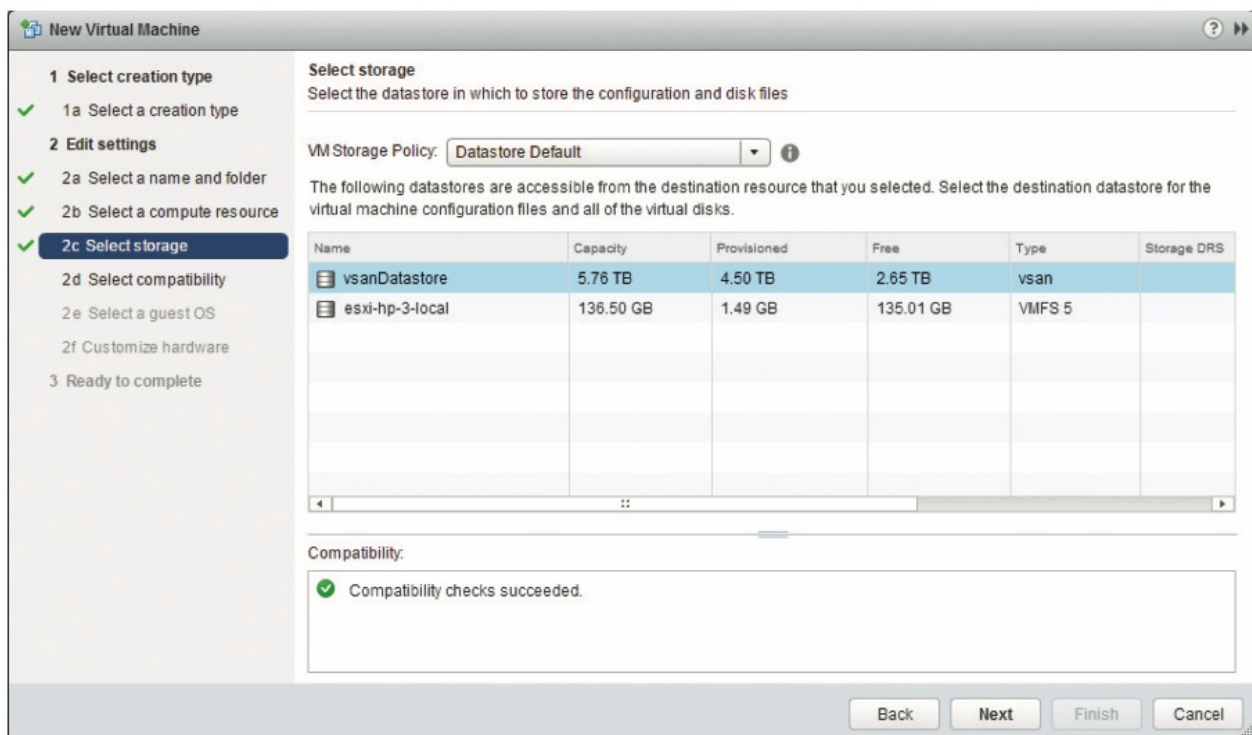 New Virtual Machine
1 Select creation type
1a Select a creation type
2 Edit settings
2a Select a name and folder
2b Select a compute resource
2c Select storage
2d Select compatibility
2e Select a guest OS
2f Customize hardware
3 Ready to complete
Select storage
Select the datastore in which to store the configuration and disk files
VM Storage Policy: Datastore Default
The following datastores are accessible from the destination resource that you selected. Select the destination datastore for the
virtual machine configuration files and all of the virtual disks.
Name Capacity Provisioned Free Type Storage DRS
vsanDatastore 5.76 TB 4.50 TB 2.65 TB vsan
esxi-hp-3-local 136.50 GB 1.49 GB 135.01 GB VMFS 5
Compatibility:
Compatibility checks succeeded.
Back Next Finish Cancel